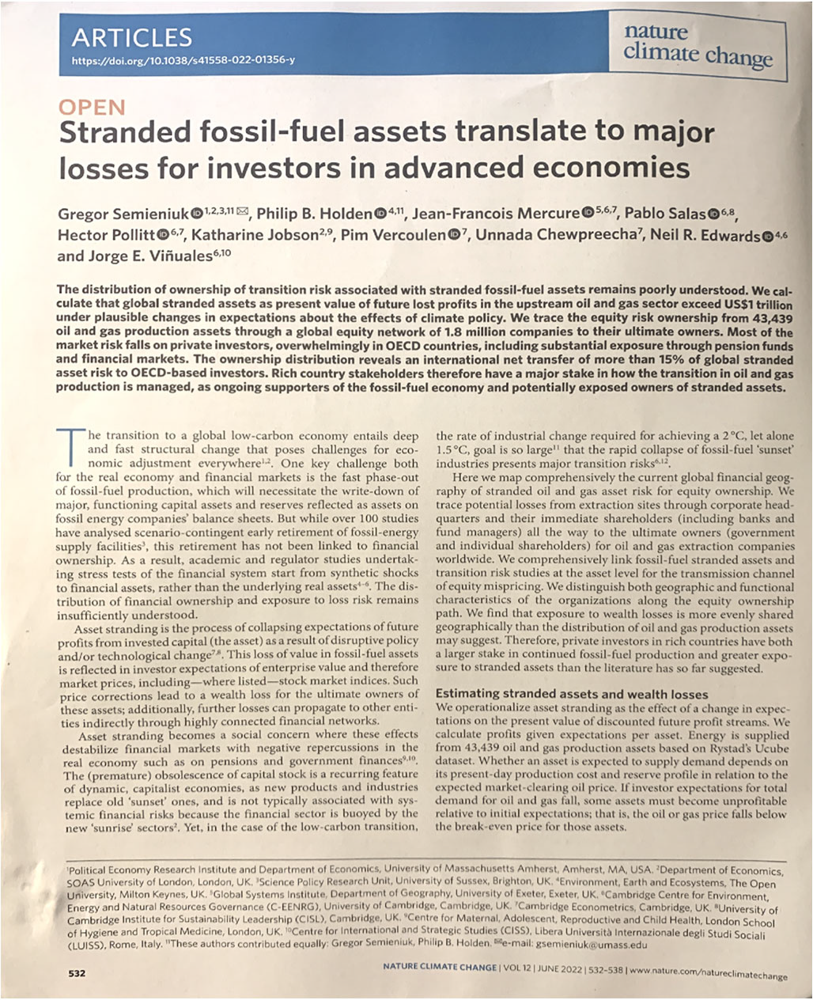 ARTICLES
https://doi.org/10.1038/s41558-022-01356-y
nature
climate change
OPEN
Stranded fossil-fuel assets translate to major
losses for investors in advanced economies
Gregor Semieniuk 1,2,3,11 ✉, Philip B. Holden 4,11, Jean-Francois Mercure 5,6,7, Pablo Salas 6,8,
Hector Pollitt 6,7, Katharine Jobson2,9, Pim Vercoulen 7, Unnada Chewpreecha7, Neil R. Edwards 4,6
and Jorge E. Viñuales6,10
The distribution of ownership of transition risk associated with stranded fossil-fuel assets remains poorly understood. We cal-
culate that global stranded assets as present value of future lost profits in the upstream oil and gas sector exceed US$1 trillion
under plausible changes in expectations about the effects of climate policy. We trace the equity risk ownership from 43,439
oil and gas production assets through a global equity network of 1.8 million companies to their ultimate owners. Most of the
market risk falls on private investors, overwhelmingly in OECD countries, including substantial exposure through pension funds
and financial markets. The ownership distribution reveals an international net transfer of more than 15% of global stranded
asset risk to OECD-based investors. Rich country stakeholders therefore have a major stake in how the transition in oil and gas
production is managed, as ongoing supporters of the fossil-fuel economy and potentially exposed owners of stranded assets.
The transition to a global low-carbon economy entails deep
and fast structural change that poses challenges for eco-
nomic adjustment everywhere1,2. One key challenge both
for the real economy and financial markets is the fast phase-out
of fossil-fuel production, which will necessitate the write-down of
major, functioning capital assets and reserves reflected as assets on
fossil energy companies' balance sheets. But while over 100 studies
have analysed scenario-contingent early retirement of fossil-energy
supply facilities3, this retirement has not been linked to financial
ownership. As a result, academic and regulator studies undertak-
ing stress tests of the financial system start from synthetic shocks
to financial assets, rather than the underlying real assets4–6. The dis-
tribution of financial ownership and exposure to loss risk remains
insufficiently understood.
Asset stranding is the process of collapsing expectations of future
profits from invested capital (the asset) as a result of disruptive policy
and/or technological change7,8. This loss of value in fossil-fuel assets
is reflected in investor expectations of enterprise value and therefore
market prices, including—where listed—stock market indices. Such
price corrections lead to a wealth loss for the ultimate owners of
these assets; additionally, further losses can propagate to other enti-
ties indirectly through highly connected financial networks.
Asset stranding becomes a social concern where these effects
destabilize financial markets with negative repercussions in the
real economy such as on pensions and government finances9,10.
The (premature) obsolescence of capital stock is a recurring feature
of dynamic, capitalist economies, as new products and industries
replace old 'sunset' ones, and is not typically associated with sys-
temic financial risks because the financial sector is buoyed by the
new 'sunrise' sectors2. Yet, in the case of the low-carbon transition,
the rate of industrial change required for achieving a 2 °C, let alone
1.5 °C, goal is so large11 that the rapid collapse of fossil-fuel 'sunset'
industries presents major transition risks6,12.
Here we map comprehensively the current global financial geog-
raphy of stranded oil and gas asset risk for equity ownership. We
trace potential losses from extraction sites through corporate head-
quarters and their immediate shareholders (including banks and
fund managers) all the way to the ultimate owners (government
and individual shareholders) for oil and gas extraction companies
worldwide. We comprehensively link fossil-fuel stranded assets and
transition risk studies at the asset level for the transmission channel
of equity mispricing. We distinguish both geographic and functional
characteristics of the organizations along the equity ownership
path. We find that exposure to wealth losses is more evenly shared
geographically than the distribution of oil and gas production assets
may suggest. Therefore, private investors in rich countries have both
a larger stake in continued fossil-fuel production and greater expo-
sure to stranded assets than the literature has so far suggested.
Estimating stranded assets and wealth losses
We operationalize asset stranding as the effect of a change in expec-
tations on the present value of discounted future profit streams. We
calculate profits given expectations per asset. Energy is supplied
from 43,439 oil and gas production assets based on Rystad's Ucube
dataset. Whether an asset is expected to supply demand depends on
its present-day production cost and reserve profile in relation to the
expected market-clearing oil price. If investor expectations for total
demand for oil and gas fall, some assets must become unprofitable
relative to initial expectations; that is, the oil or gas price falls below
the break-even price for those assets.
1Political Economy Research Institute and Department of Economics, University of Massachusetts Amherst, Amherst, MA, USA. 2Department of Economics,
SOAS University of London, London, UK. 3Science Policy Research Unit, University of Sussex, Brighton, UK. 4Environment, Earth and Ecosystems, The Open
University, Milton Keynes, UK. 5Global Systems Institute, Department of Geography, University of Exeter, Exeter, UK. 6Cambridge Centre for Environment,
Energy and Natural Resources Governance (C-EENRG), University of Cambridge, Cambridge, UK. 7Cambridge Econometrics, Cambridge, UK. 8University of
Cambridge Institute for Sustainability Leadership (CISL), Cambridge, UK. 9Centre for Maternal, Adolescent, Reproductive and Child Health, London School
of Hygiene and Tropical Medicine, London, UK. 10Centre for International and Strategic Studies (CISS), Libera Università Internazionale degli Studi Sociali
(LUISS), Rome, Italy. 11These authors contributed equally: Gregor Semieniuk, Philip B. Holden. ✉e-mail: gsemieniuk@umass.edu
532
NATURE CLIMATE CHANGE | VOL 12 | JUNE 2022 | 532–538 | www.nature.com/natureclimatechange